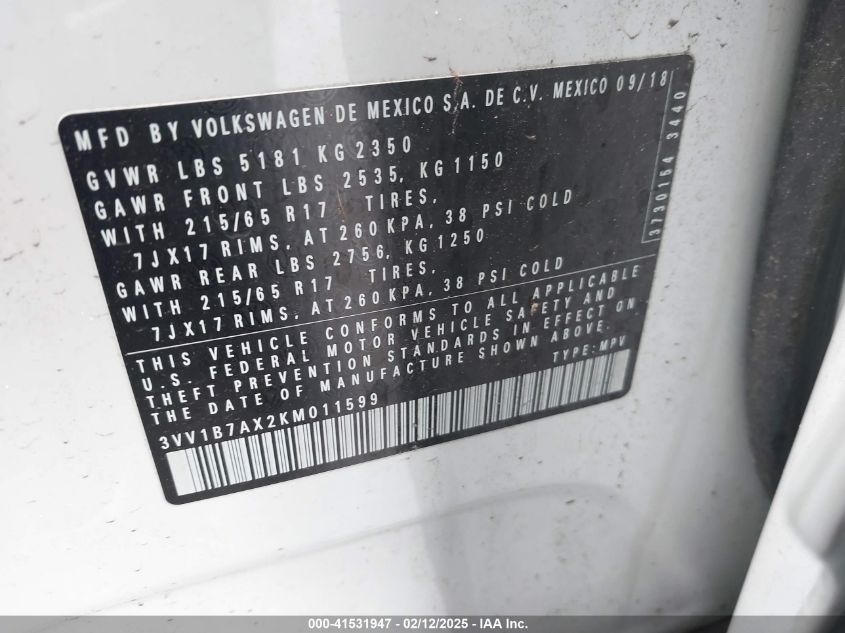 MFD BY VOLKSWAGEN DE MEXICO S.A. DE C.V. MEXICO 09/18
GVWR LBS 5181 KG 2350
GAWR FRONT LBS 2535, KG 1150
WITH 215/65 R17 TIRES,
7JX17 RIMS, AT 260 KPA, 38 PSI COLD
GAWR REAR LBS 2756, KG 1250
WITH 215/65 R17 TIRES,
7JX17 RIMS, AT 260 KPA, 38 PSI COLD
THIS VEHICLE CONFORMS TO ALL APPLICABLE
U.S. FEDERAL MOTOR VEHICLE SAFETY AND
THEFT PREVENTION STANDARDS IN EFFECT ON
THE DATE OF MANUFACTURE SHOWN ABOVE.
TYPE: MPV
3VV1B7AX2KM011599
3730154 3440
000-41531947 - 02/12/2025 - IAA Inc.